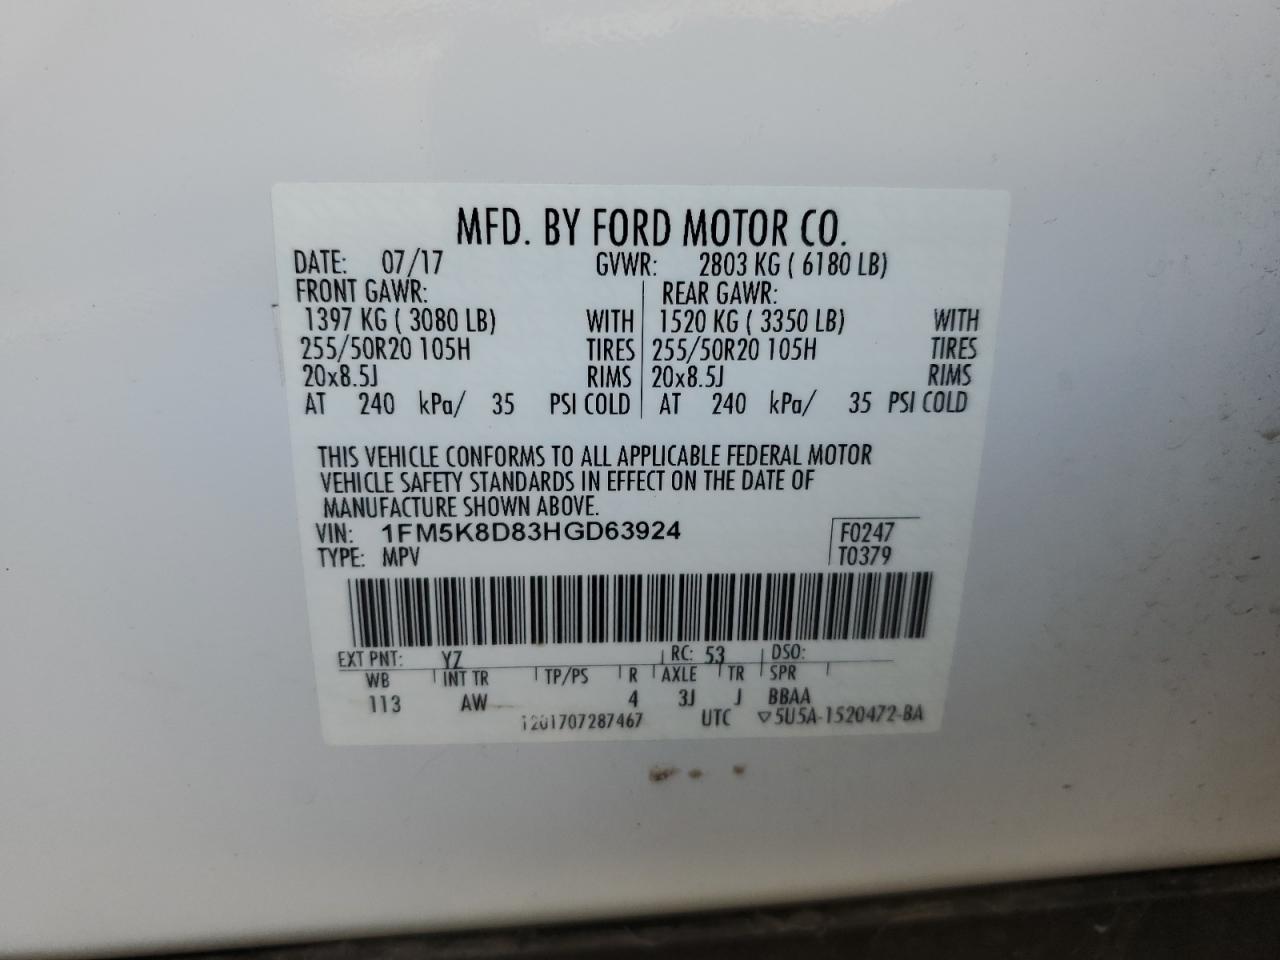 MFD. BY FORD MOTOR CO.
DATE: 07/17 GVWR: 2803 KG ( 6180 LB)
FRONT GAWR: REAR GAWR:
1397 KG ( 3080 LB) WITH 1520 KG ( 3350 LB) WITH
255/50R20 105H TIRES 255/50R20 105H TIRES
20x8.5J RIMS 20x8.5J RIMS
AT 240 kPa/ 35 PSI COLD AT 240 kPa/ 35 PSI COLD
THIS VEHICLE CONFORMS TO ALL APPLICABLE FEDERAL MOTOR
VEHICLE SAFETY STANDARDS IN EFFECT ON THE DATE OF
MANUFACTURE SHOWN ABOVE.
VIN: 1FM5K8D83HGD63924 F0247
TYPE: MPV T0379
EXT PNT: YZ RC: 53 DSO:
WB INT TR TP/PS R AXLE TR SPR
113 AW 4 3J J BBAA
1201707287467 UTC ▽5U5A-1520472-BA